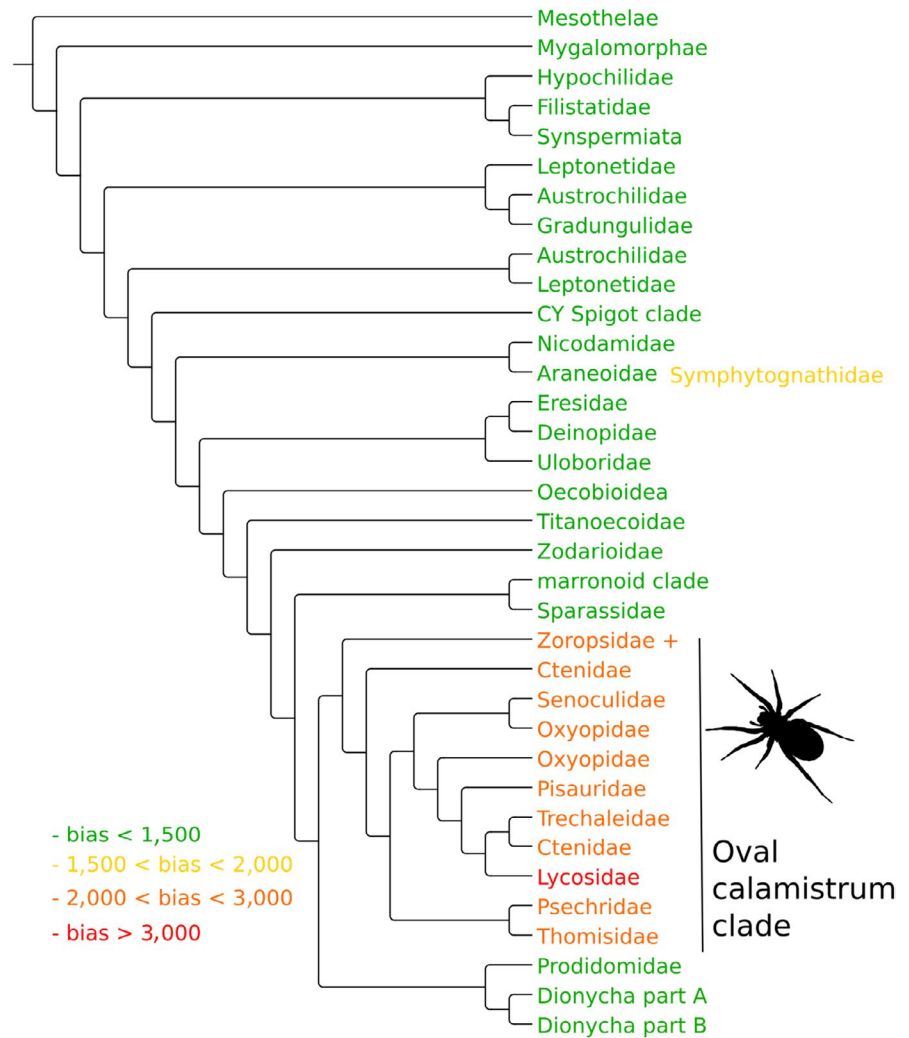 Mesothelae
Mygalomorphae
Hypochilidae
Filistatidae
Synspermiata
Leptonetidae
Austrochilidae
Gradungulidae
Austrochilidae
Leptonetidae
CY Spigot clade
Nicodamidae
Araneoidae Symphytognathidae
Eresidae
Deinopidae
Uloboridae
Oecobioidea
Titanoecoidae
Zodarioidae
marronoid clade
Sparassidae
Zoropsidae +
Ctenidae
Senoculidae
Oxyopidae
Oxyopidae
Pisauridae
Trechaleidae
Ctenidae
Lycosidae
Psechridae
Thomisidae
Prodidomidae
Dionycha part A
Dionycha part B
Oval
calamistrum
clade
- bias < 1,500
- 1,500 < bias < 2,000
- 2,000 < bias < 3,000
- bias > 3,000